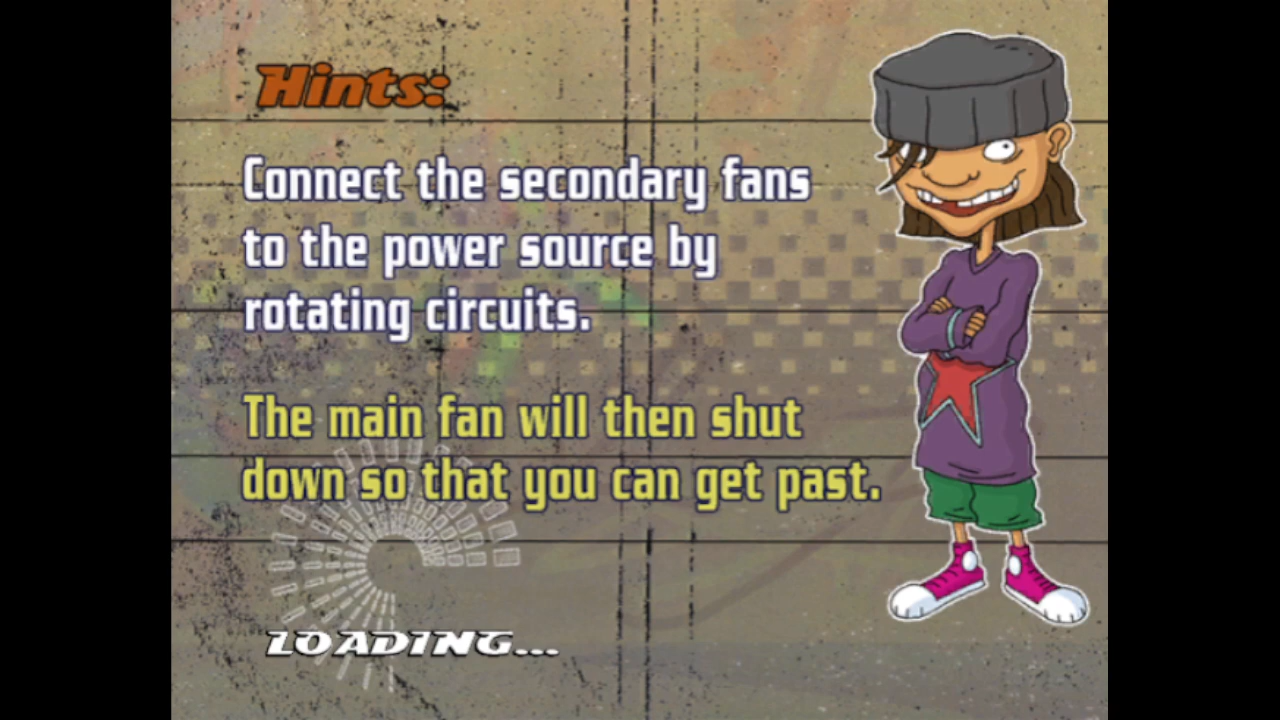 Hints:
Connect the secondary fans
to the power source by
rotating circuits.
The main fan will then shut
down so that you can get past.
LOADING...